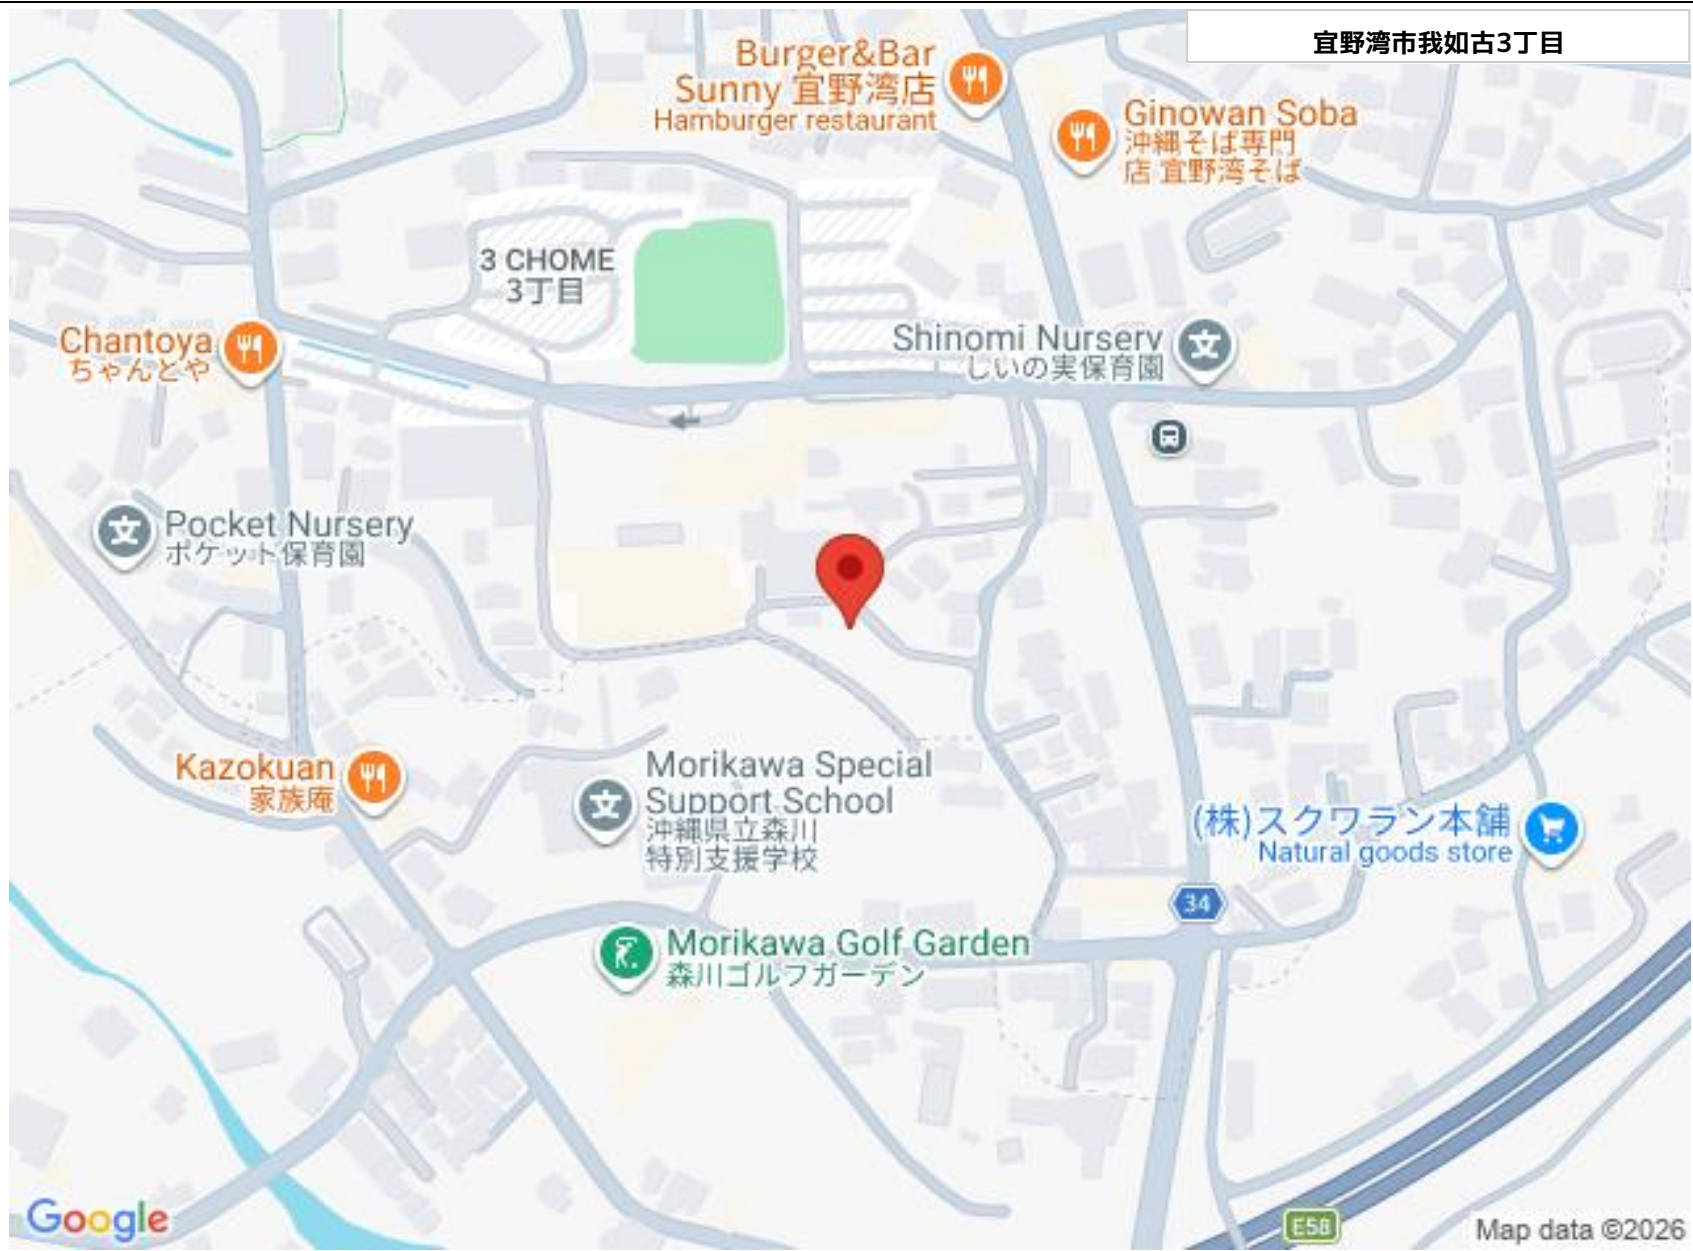 宜野湾市我如古3丁目
Burger&Bar
Sunny 宜野湾店
Hamburger restaurant
Ginowan Soba
沖縄そば専門
店 宜野湾そば
3 CHOME
3丁目
Chantoya
ちゃんとや
Shinomi Nursery
しいの実保育園
Pocket Nursery
ポケット保育園
Kazokuan
家族庵
Morikawa Special
Support School
沖縄県立森川
特別支援学校
(株)スクワラン本舗
Natural goods store
34
Morikawa Golf Garden
森川ゴルフガーデン
Google
E58
Map data ©2026